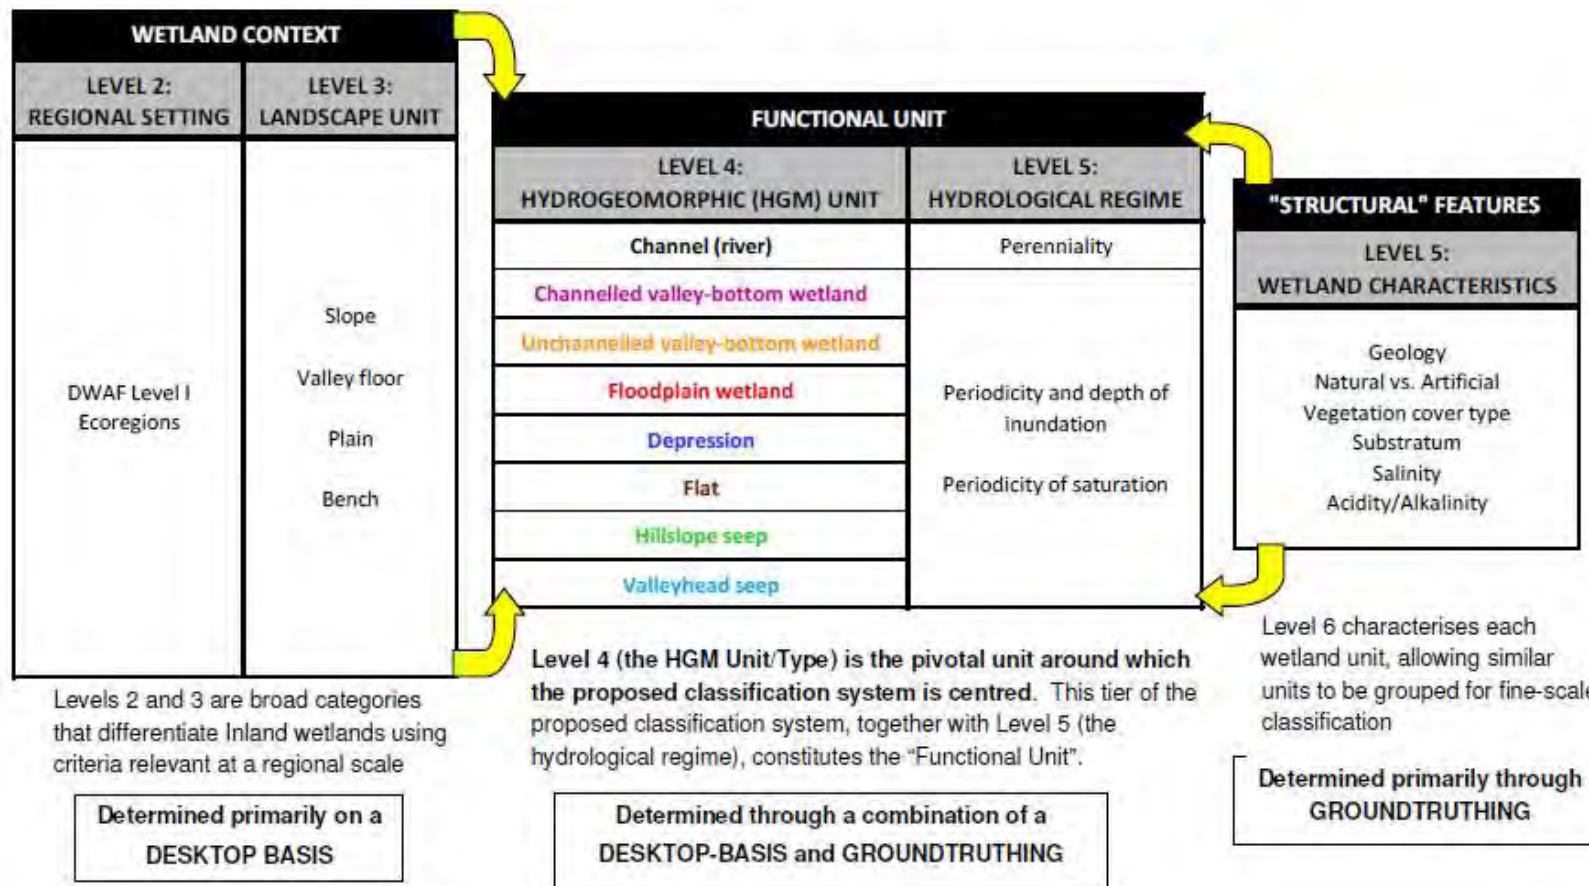 WETLAND CONTEXT
LEVEL 2:
REGIONAL SETTING
LEVEL 3:
LANDSCAPE UNIT
DWAF Level I
Ecoregions
Slope
Valley floor
Plain
Bench
FUNCTIONAL UNIT
LEVEL 4:
HYDROGEOMORPHIC (HGM) UNIT
LEVEL 5:
HYDROLOGICAL REGIME
Channel (river)
Perenniality
Channelled valley-bottom wetland
Unchannelled valley-bottom wetland
Floodplain wetland
Depression
Flat
Hillslope seep
Valleyhead seep
Periodicity and depth of
inundation
Periodicity of saturation
"STRUCTURAL" FEATURES
LEVEL 5:
WETLAND CHARACTERISTICS
Geology
Natural vs. Artificial
Vegetation cover type
Substratum
Salinity
Acidity/Alkalinity
Levels 2 and 3 are broad categories
that differentiate Inland wetlands using
criteria relevant at a regional scale
Determined primarily on a
DESKTOP BASIS
Level 4 (the HGM Unit/Type) is the pivotal unit around which
the proposed classification system is centred. This tier of the
proposed classification system, together with Level 5 (the
hydrological regime), constitutes the “Functional Unit”.
Determined through a combination of a
DESKTOP-BASIS and GROUNDTRUTHING
Level 6 characterises each
wetland unit, allowing similar
units to be grouped for fine-scale
classification
Determined primarily through
GROUNDTRUTHING